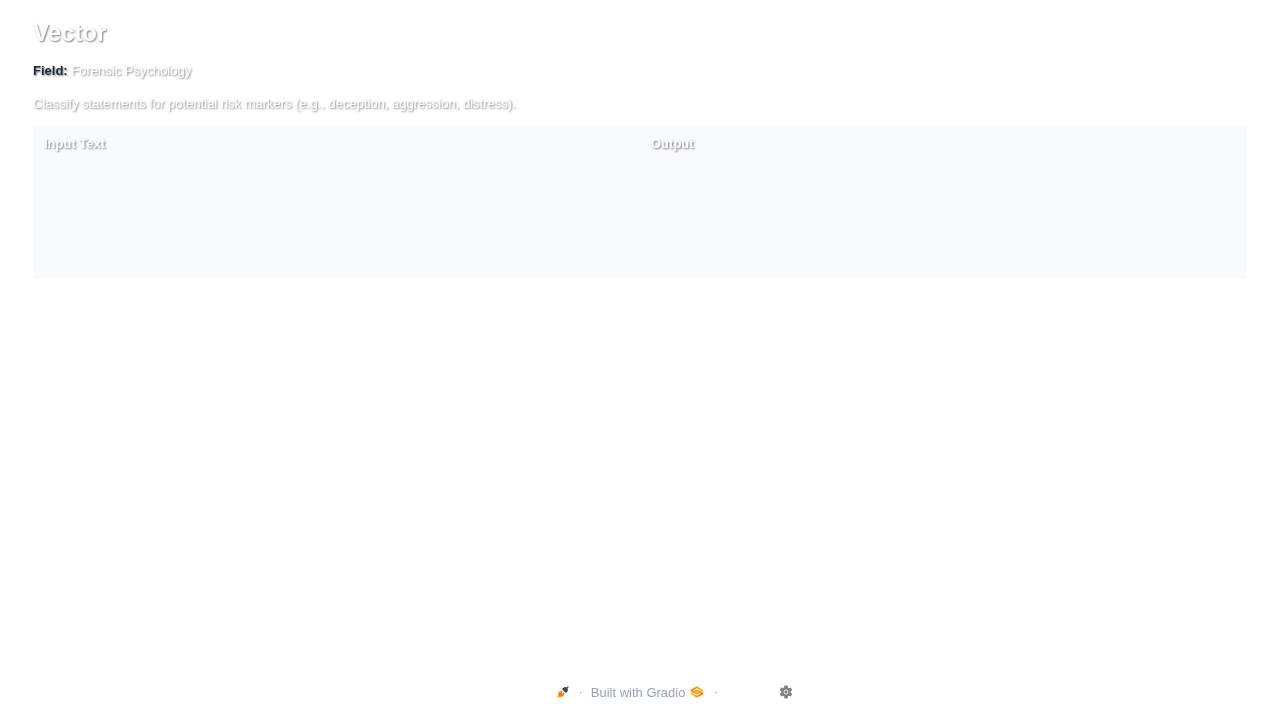 Vector
Field: Forensic Psychology
Classify statements for potential risk markers (e.g., deception, aggression, distress).
Input Text
Output
· Built with Gradio ·